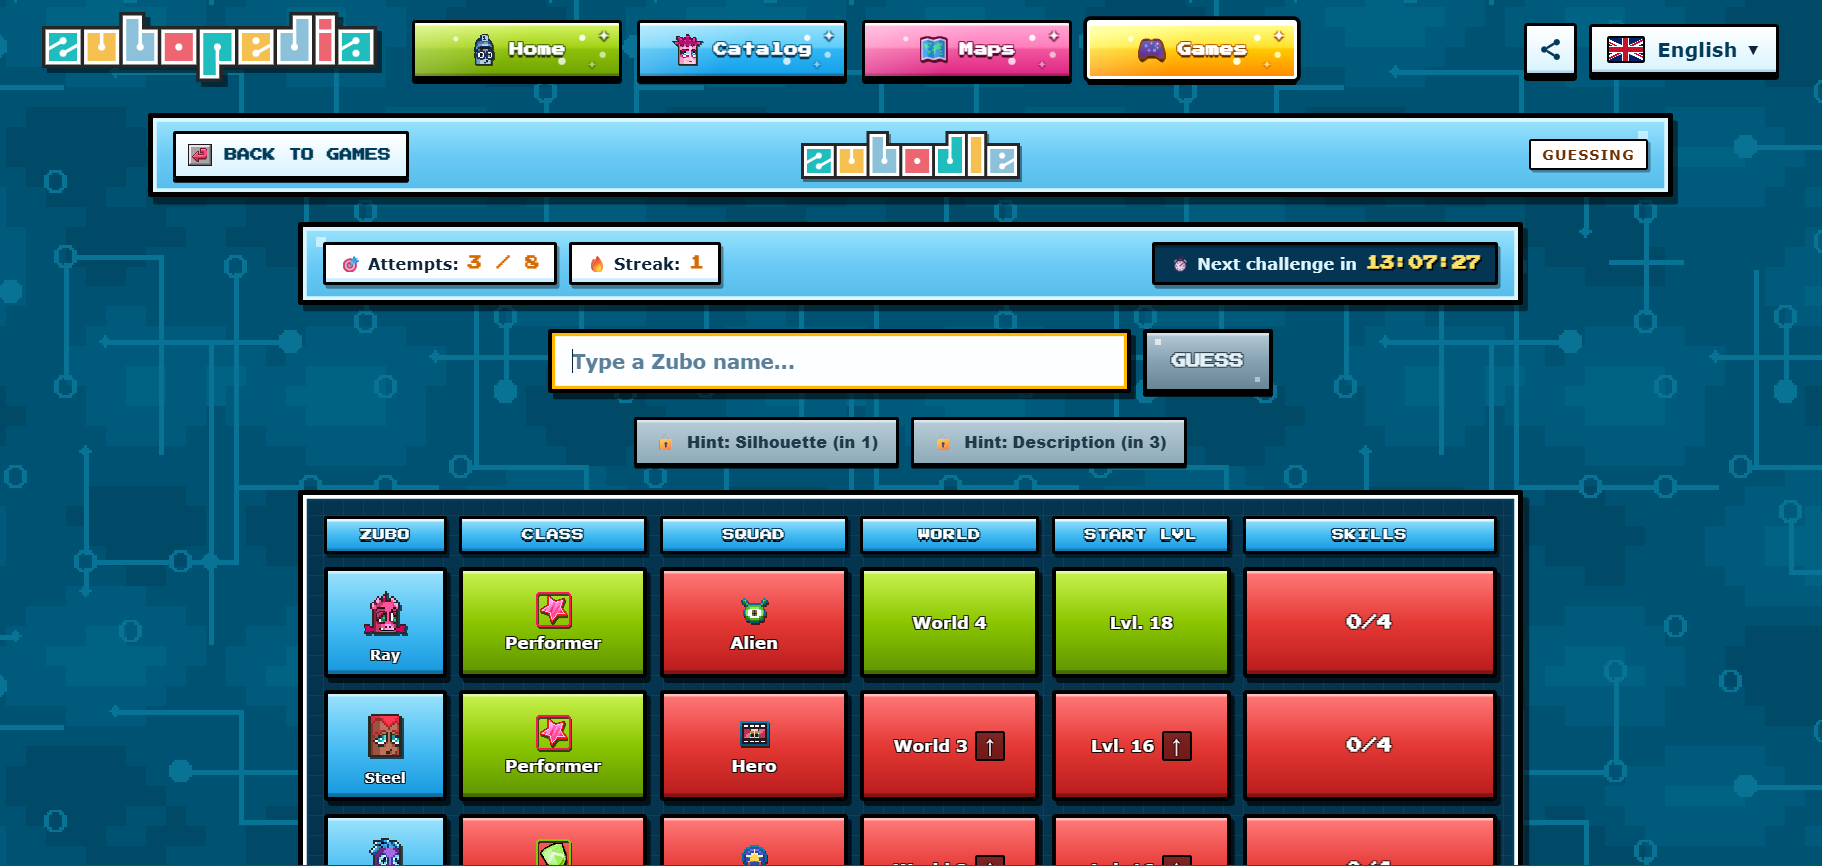 zubopedia
Home
Catalog
Maps
Games
English ▼
BACK TO GAMES
zubodle
GUESSING
Attempts: 3 / 8
Streak: 1
Next challenge in 13:07:27
Type a Zubo name...
GUESS
Hint: Silhouette (in 1)
Hint: Description (in 3)
ZUBO CLASS SQUAD WORLD START LVL SKILLS
Ray Performer Alien World 4 Lvl. 18 0/4
Steel Performer Hero World 3 ↑ Lvl. 16 ↑ 0/4